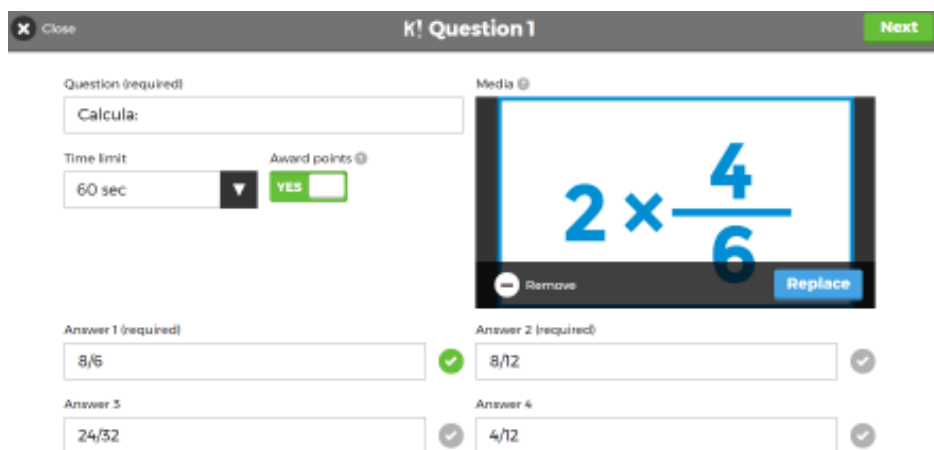 Close
K! Question 1
Next
Question (required)
Calcula:
Time limit
60 sec
Award points
YES
Media
2 × 4/6
Remove
Replace
Answer 1 (required)
8/6
Answer 2 (required)
8/12
Answer 3
24/32
Answer 4
4/12